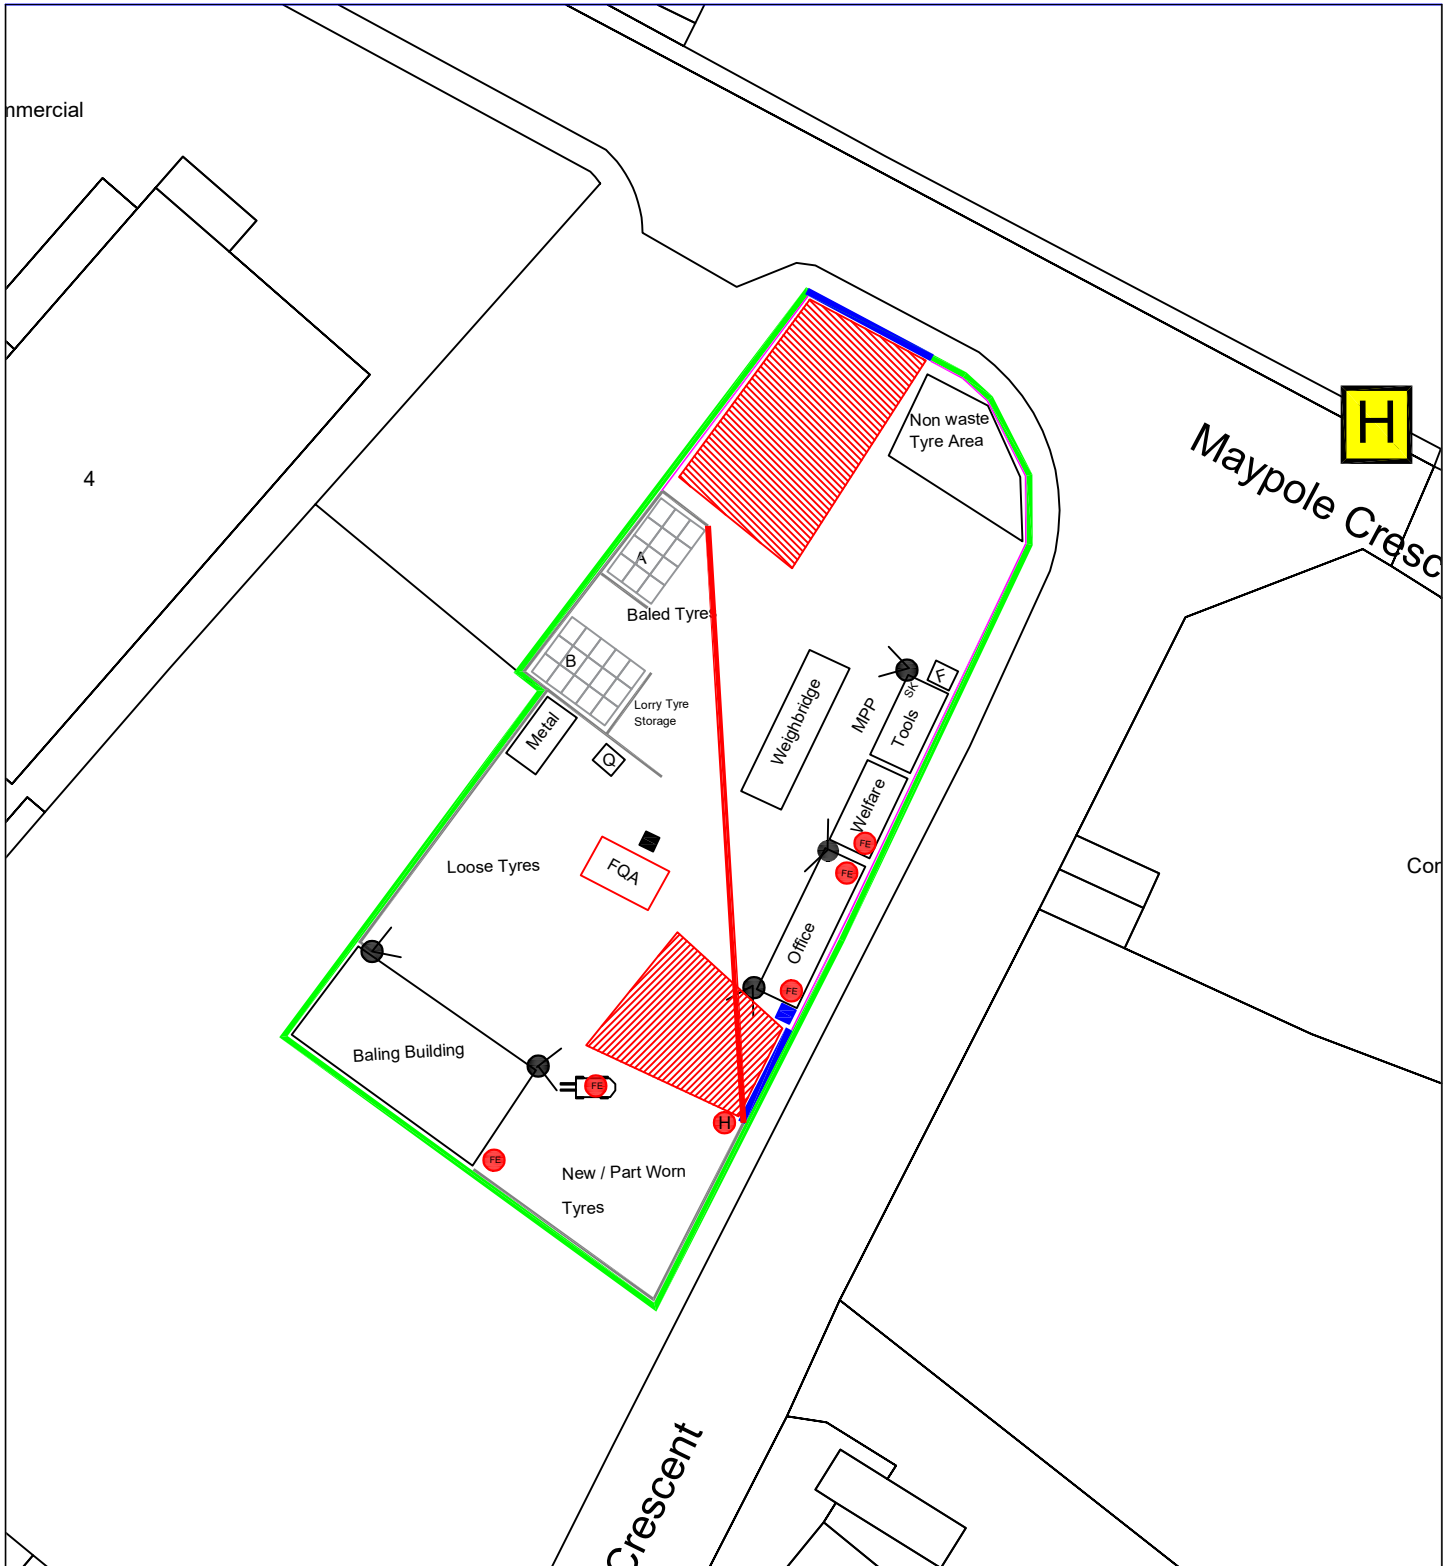 mmercial
4
H
Maypole Cresc
Non waste
Tyre Area
A
Baled Tyres
B
Lorry Tyre
Storage
Metal
Q
Weighbridge
MPP
SK
Tools
Welfare
FE
FE
Office
FE
Loose Tyres
FQA
Cor
Baling Building
FE
H
FE
New / Part Worn
Tyres
Crescent